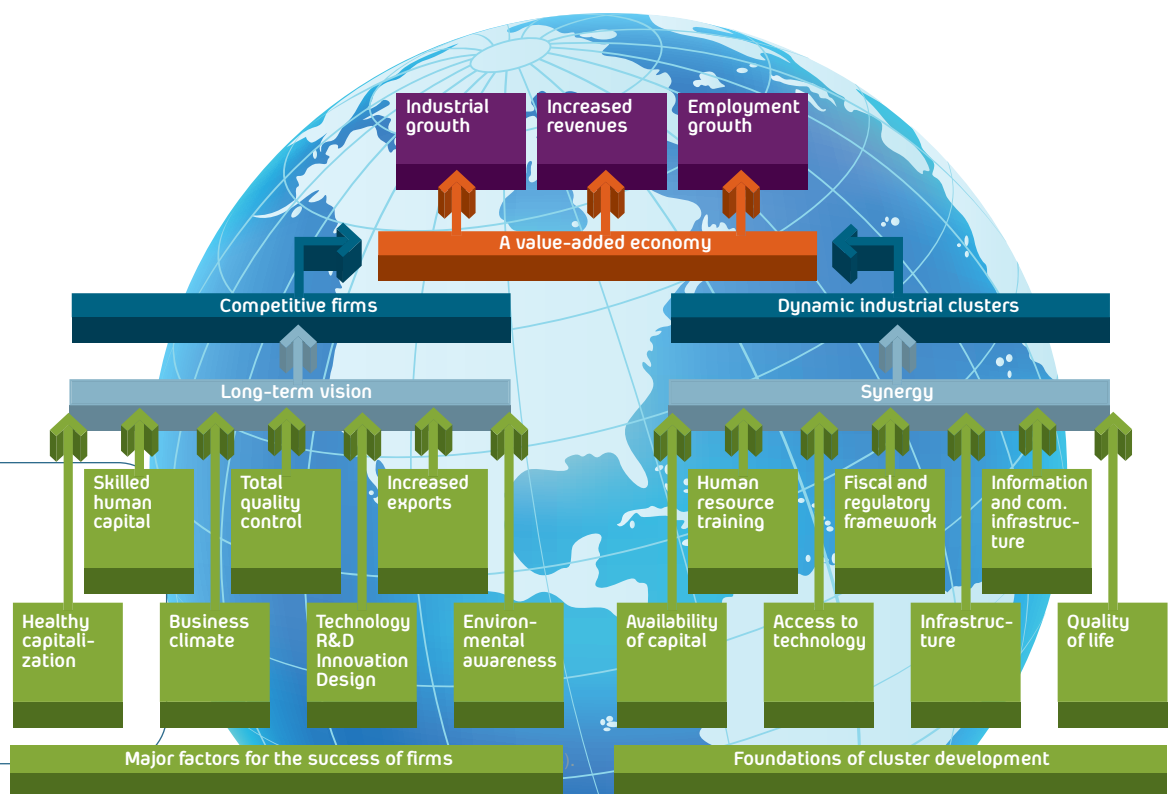 Industrial
growth
Increased
revenues
Employment
growth
A value-added economy
Competitive firms
Dynamic industrial clusters
Long-term vision
Synergy
Skilled
human
capital
Total
quality
control
Increased
exports
Human
resource
training
Fiscal and
regulatory
framework
Information
and com.
infrastruc-
ture
Healthy
capitali-
zation
Business
climate
Technology
R&D
Innovation
Design
Environ-
mental
awareness
Availability
of capital
Access to
technology
Infrastruc-
ture
Quality
of life
Major factors for the success of firms
Foundations of cluster development